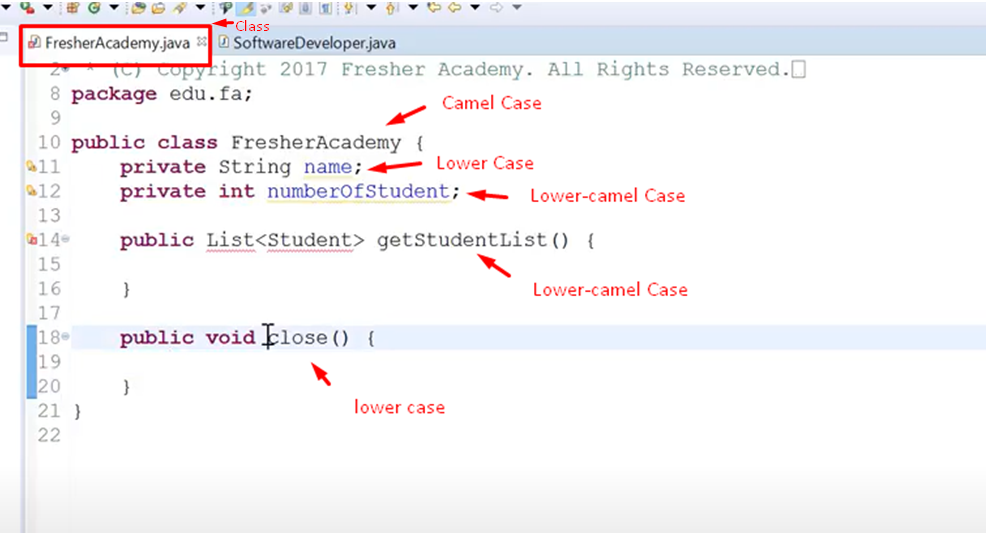 Class
FresherAcademy.java SoftwareDeveloper.java
2 * (C) Copyright 2017 Fresher Academy. All Rights Reserved.
8 package edu.fa;
9
Camel Case
10 public class FresherAcademy {
11 private String name; Lower Case
12 private int numberOfStudent; Lower-camel Case
13
14 public List<Student> getStudentList() {
15
16 } Lower-camel Case
17
18 public void close() {
19
20 }
lower case
21 }
22